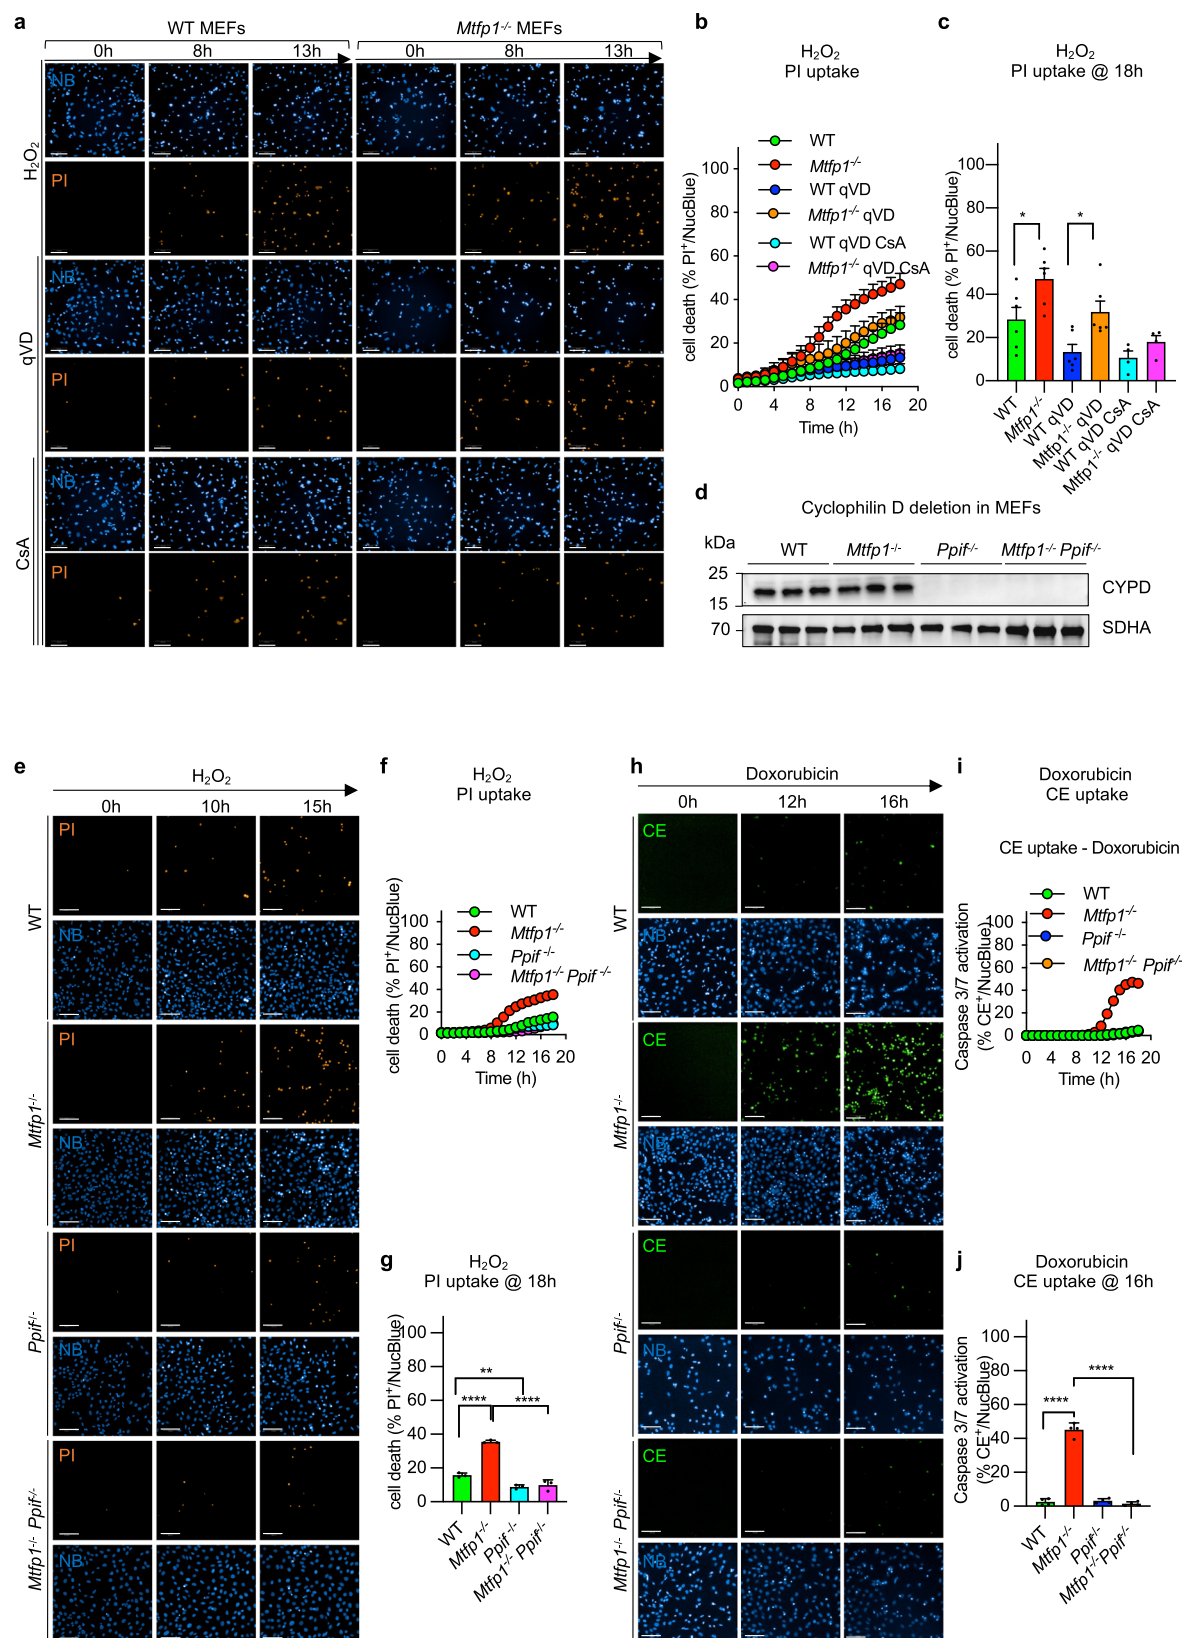 a
WT MEFs
Mtfp1-/- MEFs
0h 8h 13h 0h 8h 13h
H2O2
NB
PI
qVD
NB
PI
CsA
NB
PI
b
H2O2
PI uptake
WT
Mtfp1-/-
WT qVD
Mtfp1-/- qVD
WT qVD CsA
Mtfp1-/- qVD CsA
cell death (% PI+/NucBlue)
100
80
60
40
20
0
0 4 8 12 16 20
Time (h)
c
H2O2
PI uptake @ 18h
cell death (% PI+/NucBlue)
100
80
60
40
20
0
* *
WT
Mtfp1-/-
WT qVD
Mtfp1-/- qVD
WT qVD CsA
Mtfp1-/- qVD CsA
d
Cyclophilin D deletion in MEFs
kDa
WT Mtfp1-/- Ppif-/- Mtfp1-/- Ppif-/-
25
15
CYPD
70
SDHA
e
H2O2
0h 10h 15h
WT
PI
NB
Mtfp1-/-
PI
NB
Ppif-/-
PI
NB
Mtfp1-/- Ppif-/-
PI
NB
f
H2O2
PI uptake
WT
Mtfp1-/-
Ppif -/-
Mtfp1-/- Ppif -/-
cell death (% PI+/NucBlue)
100
80
60
40
20
0
0 4 8 12 16 20
Time (h)
g
H2O2
PI uptake @ 18h
cell death (% PI+/NucBlue)
100
80
60
40
20
0
**
**** ****
WT
Mtfp1-/-
Ppif -/-
Mtfp1-/- Ppif-/-
h
Doxorubicin
0h 12h 16h
WT
CE
NB
Mtfp1-/-
CE
NB
Ppif-/-
CE
NB
Mtfp1-/- Ppif-/-
CE
NB
i
Doxorubicin
CE uptake
CE uptake - Doxorubicin
WT
Mtfp1-/-
Ppif -/-
Mtfp1-/- Ppif-/-
Caspase 3/7 activation
(% CE+/NucBlue)
100
80
60
40
20
0
0 4 8 12 16 20
Time (h)
j
Doxorubicin
CE uptake @ 16h
Caspase 3/7 activation
(% CE+/NucBlue)
100
80
60
40
20
0
****
****
WT
Mtfp1-/-
Ppif-/-
Mtfp1-/-Ppif-/-